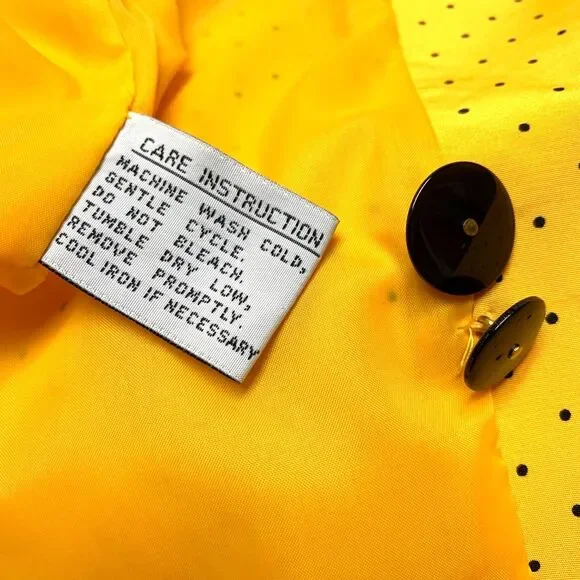 CARE INSTRUCTION
MACHINE WASH COLD,
GENTLE CYCLE.
DO NOT BLEACH.
TUMBLE DRY LOW,
REMOVE PROMPTLY.
COOL IRON IF NECESSARY